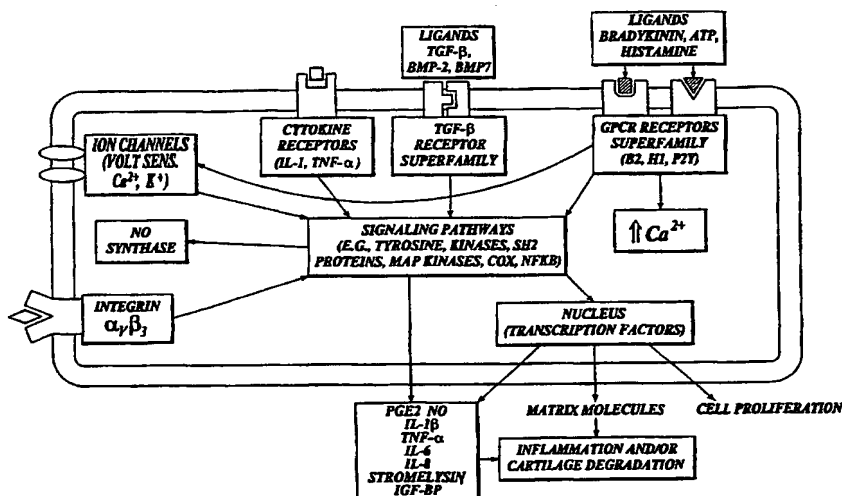 LIGANDS
TGF-β,
BMP-2, BMP7
LIGANDS
BRADYKININ, ATP,
HISTAMINE
ION CHANNELS
(VOLT SENS.
Ca2+, K+)
CYTOKINE
RECEPTORS
(IL-1, TNF-α)
TGF-β
RECEPTOR
SUPERFAMILY
GPCR RECEPTORS
SUPERFAMILY
(B2, H1, P2Y)
NO
SYNTHASE
SIGNALING PATHWAYS
(E.G., TYROSINE, KINASES, SH2
PROTEINS, MAP KINASES, COX, NFKB)
⇑Ca2+
INTEGRIN
αVβ3
NUCLEUS
(TRANSCRIPTION FACTORS)
PGE2 NO
IL-1β
TNF-α
IL-6
IL-8
STROMELYSIN
IGF-BP
MATRIX MOLECULES
CELL PROLIFERATION
INFLAMMATION AND/OR
CARTILAGE DEGRADATION